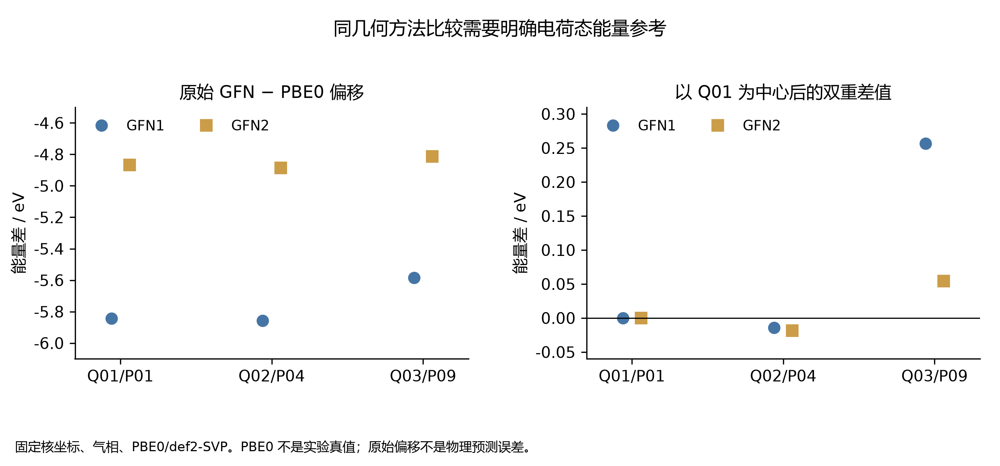 同几何方法比较需要明确电荷态能量参考
原始 GFN − PBE0 偏移
GFN1
GFN2
能量差 / eV
-4.6
-4.8
-5.0
-5.2
-5.4
-5.6
-5.8
-6.0
Q01/P01
Q02/P04
Q03/P09
以 Q01 为中心后的双重差值
GFN1
GFN2
能量差 / eV
0.30
0.25
0.20
0.15
0.10
0.05
0.00
-0.05
Q01/P01
Q02/P04
Q03/P09
固定核坐标、气相、PBE0/def2-SVP。PBE0 不是实验真值；原始偏移不是物理预测误差。